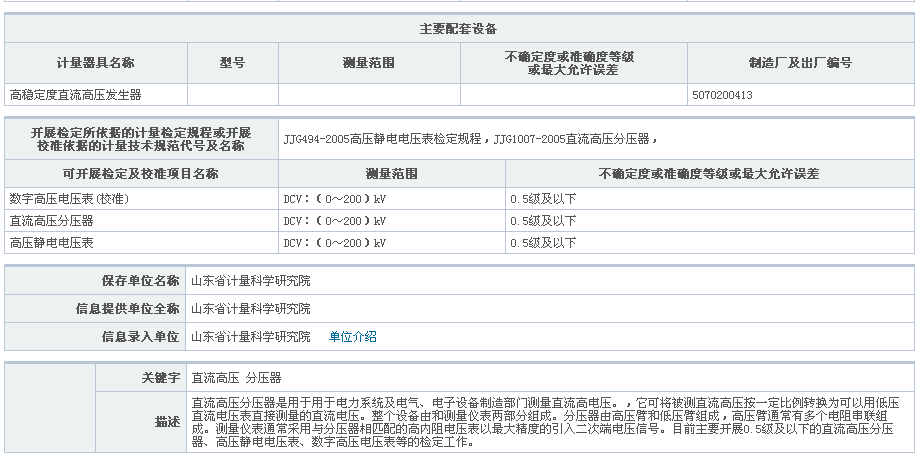 主要配套设备
计量器具名称 型号 测量范围 不确定度或准确度等级
或最大允许误差 制造厂及出厂编号
高稳定度直流高压发生器 5070200413
开展检定所依据的计量检定规程或开展
校准依据的计量技术规范代号及名称 JJG494-2005高压静电电压表检定规程，JJG1007-2005直流高压分压器，
可开展检定及校准项目名称 测量范围 不确定度或准确度等级或最大允许误差
数字高压电压表(校准) DCV：（0～200）kV 0.5级及以下
直流高压分压器 DCV：（0～200）kV 0.5级及以下
高压静电电压表 DCV：（0～200）kV 0.5级及以下
保存单位名称 山东省计量科学研究院
信息提供单位全称 山东省计量科学研究院
信息录入单位 山东省计量科学研究院 单位介绍
关键字 直流高压 分压器
描述 直流高压分压器是用于用于电力系统及电气、电子设备制造部门测量直流高电压。，它可将被测直流高压按一定比例转换为可以用低压
直流电压表直接测量的直流电压。整个设备由和测量仪表两部分组成。分压器由高压臂和低压臂组成，高压臂通常有多个电阻串联组
成。测量仪表通常采用与分压器相匹配的高内阻电压表以最大精度的引入二次端电压信号。目前主要开展0.5级及以下的直流高压分压
器、高压静电电压表、数字高压电压表等的检定工作。